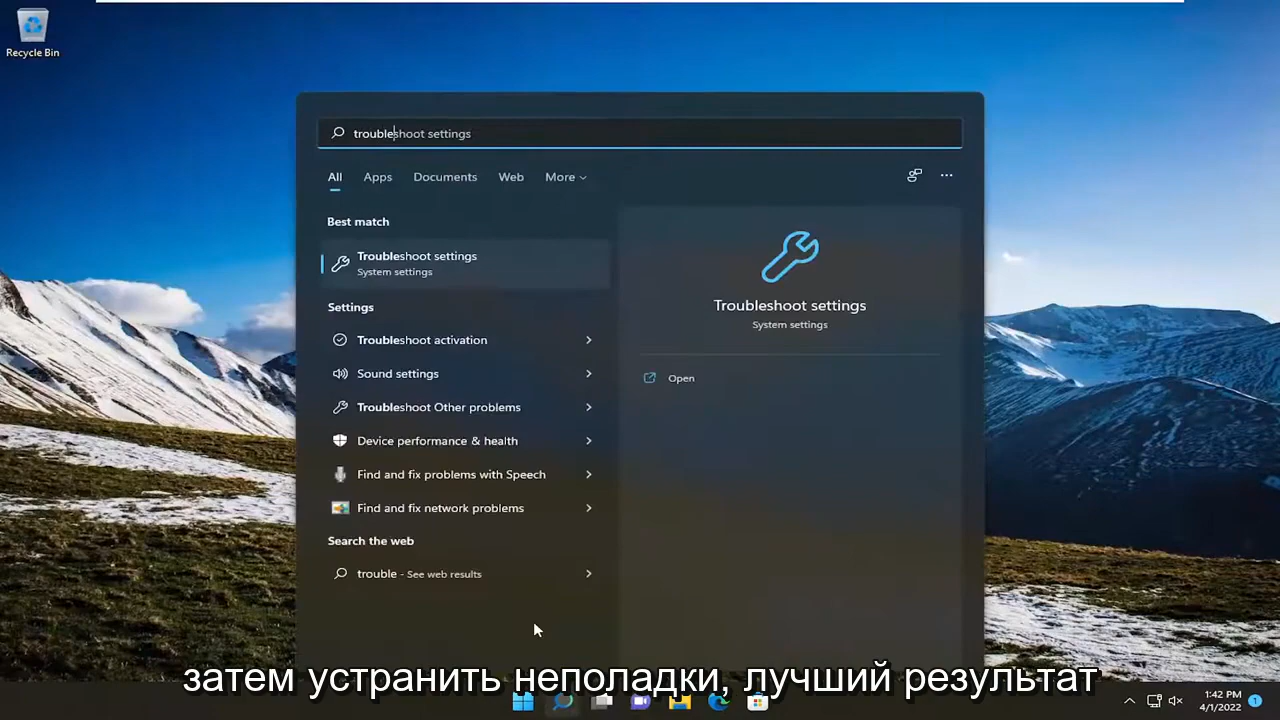 Recycle Bin
troubleshoot settings
All Apps Documents Web More
Best match
Troubleshoot settings
System settings
Settings
Troubleshoot activation
Sound settings
Troubleshoot Other problems
Device performance & health
Find and fix problems with Speech
Find and fix network problems
Search the web
trouble - See web results
Troubleshoot settings
System settings
Open
затем устранить неполадки, лучший результат
1:42 PM
4/1/2022
1